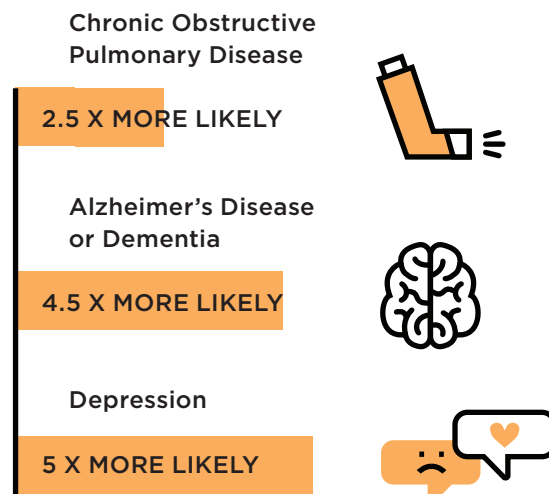 Chronic Obstructive
Pulmonary Disease
2.5 X MORE LIKELY
Alzheimer’s Disease
or Dementia
4.5 X MORE LIKELY
Depression
5 X MORE LIKELY